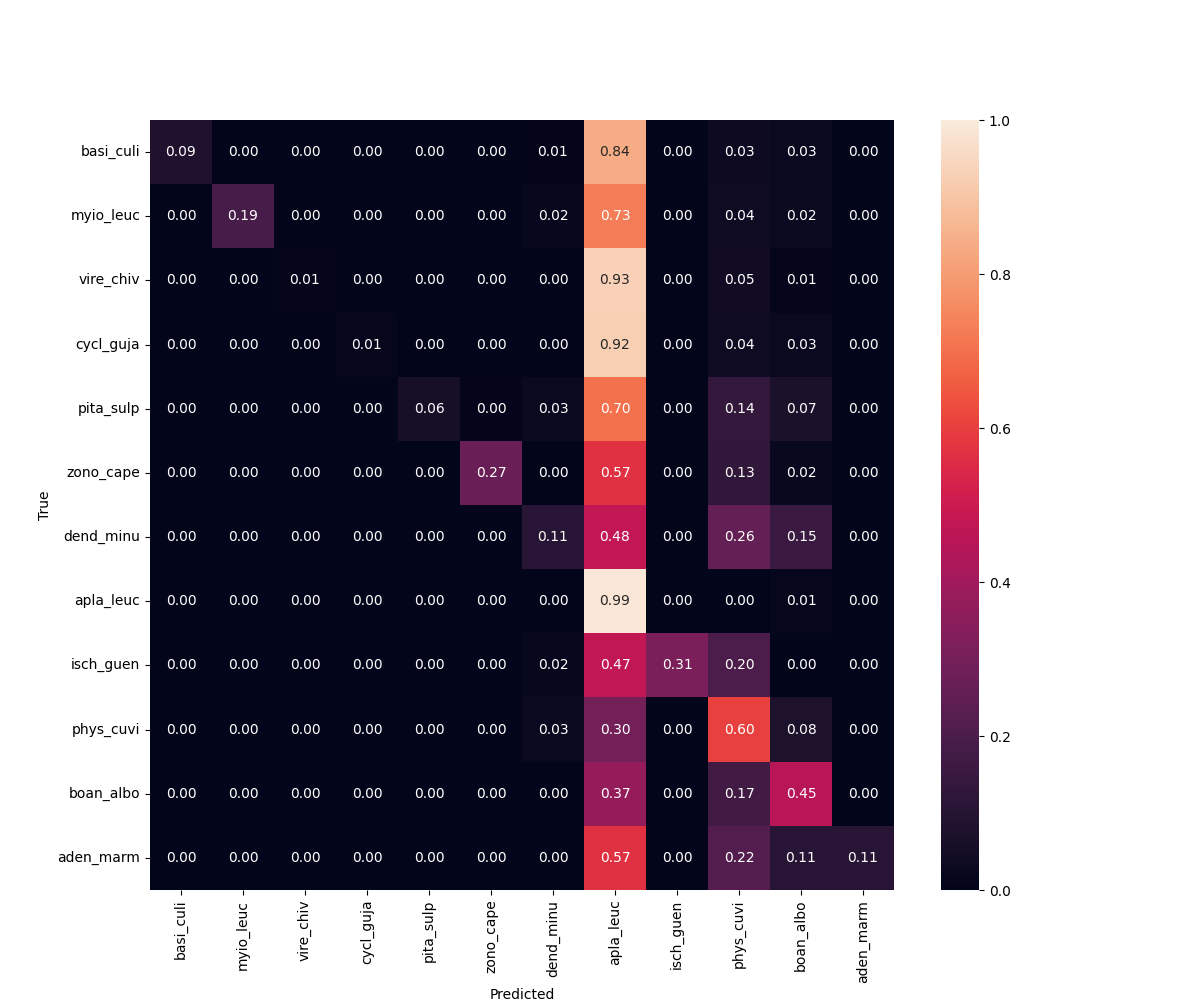 basi_culi 0.09 0.00 0.00 0.00 0.00 0.00 0.01 0.84 0.00 0.03 0.03 0.00
myio_leuc 0.00 0.19 0.00 0.00 0.00 0.00 0.02 0.73 0.00 0.04 0.02 0.00
vire_chiv 0.00 0.00 0.01 0.00 0.00 0.00 0.00 0.93 0.00 0.05 0.01 0.00
cycl_guja 0.00 0.00 0.00 0.01 0.00 0.00 0.00 0.92 0.00 0.04 0.03 0.00
pita_sulp 0.00 0.00 0.00 0.00 0.06 0.00 0.03 0.70 0.00 0.14 0.07 0.00
zono_cape 0.00 0.00 0.00 0.00 0.00 0.27 0.00 0.57 0.00 0.13 0.02 0.00
dend_minu 0.00 0.00 0.00 0.00 0.00 0.00 0.11 0.48 0.00 0.26 0.15 0.00
apla_leuc 0.00 0.00 0.00 0.00 0.00 0.00 0.00 0.99 0.00 0.00 0.01 0.00
isch_guen 0.00 0.00 0.00 0.00 0.00 0.00 0.02 0.47 0.31 0.20 0.00 0.00
phys_cuvi 0.00 0.00 0.00 0.00 0.00 0.00 0.03 0.30 0.00 0.60 0.08 0.00
boan_albo 0.00 0.00 0.00 0.00 0.00 0.00 0.00 0.37 0.00 0.17 0.45 0.00
aden_marm 0.00 0.00 0.00 0.00 0.00 0.00 0.00 0.57 0.00 0.22 0.11 0.11
True
basi_culi myio_leuc vire_chiv cycl_guja pita_sulp zono_cape dend_minu apla_leuc isch_guen phys_cuvi boan_albo aden_marm
Predicted
1.0
0.8
0.6
0.4
0.2
0.0